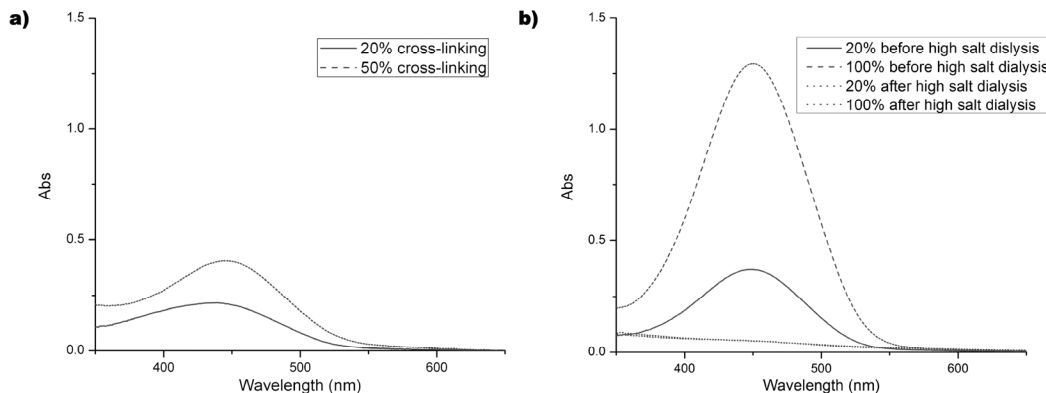 a)
1.5
1.0
0.5
0.0
Abs
400
500
600
Wavelength (nm)
20% cross-linking
50% cross-linking
b)
1.5
1.0
0.5
0.0
Abs
400
500
600
Wavelength (nm)
20% before high salt dislysis
100% before high salt dialysis
20% after high salt dialysis
100% after high salt dialysis